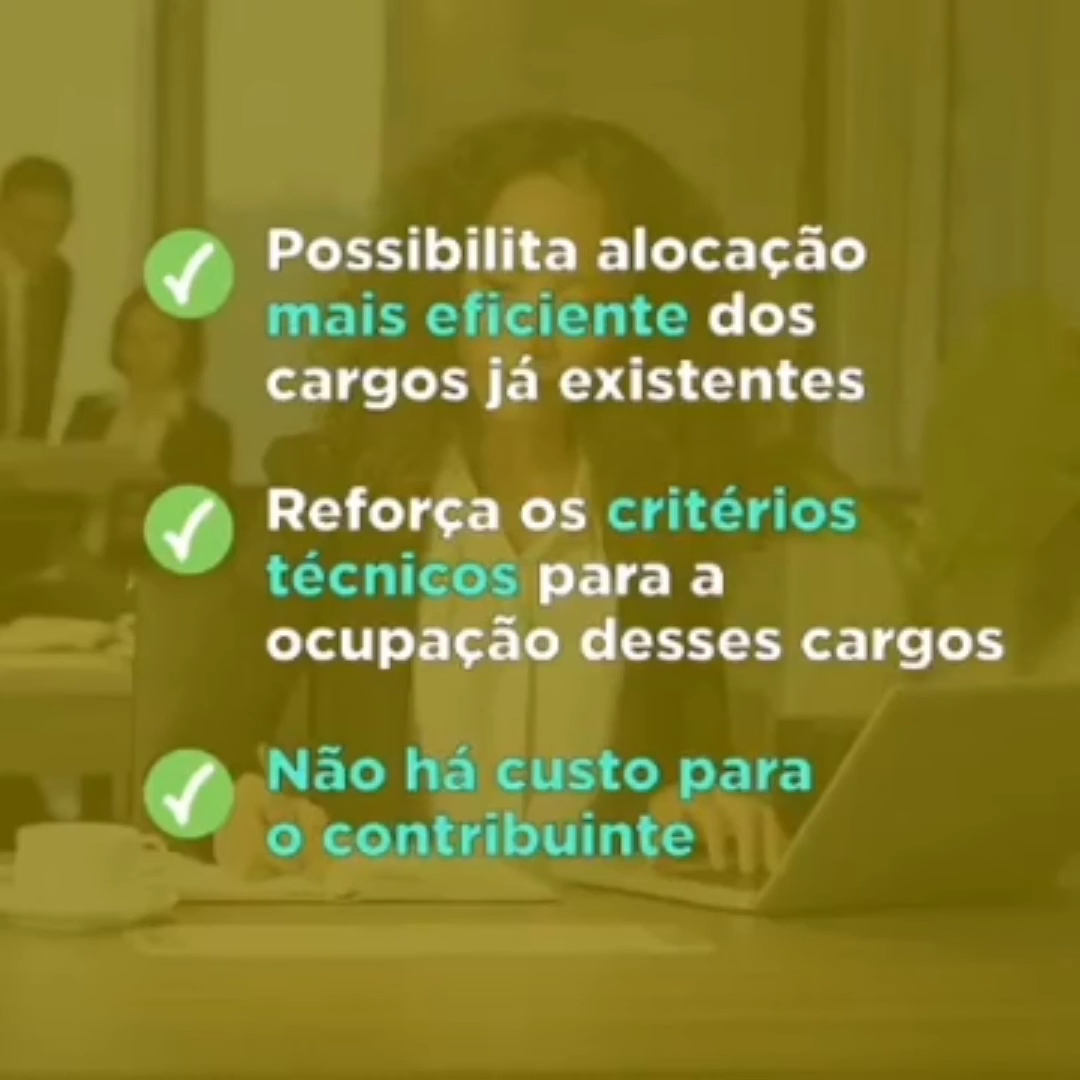 Possibilita alocação
mais eficiente dos
cargos já existentes
Reforça os critérios
técnicos para a
ocupação desses cargos
Não há custo para
o contribuinte